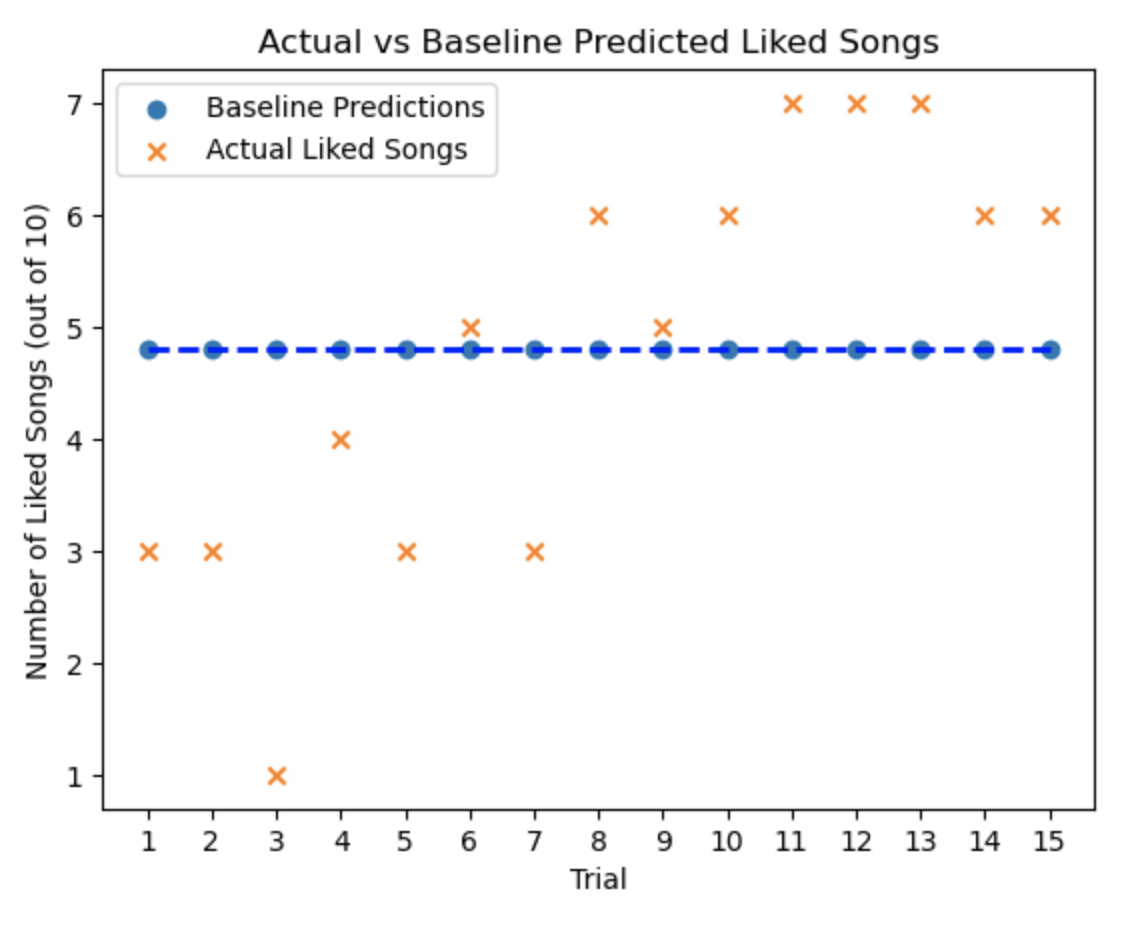 Actual vs Baseline Predicted Liked Songs
Baseline Predictions
Actual Liked Songs
Number of Liked Songs (out of 10)
7
6
5
4
3
2
1
1 2 3 4 5 6 7 8 9 10 11 12 13 14 15
Trial